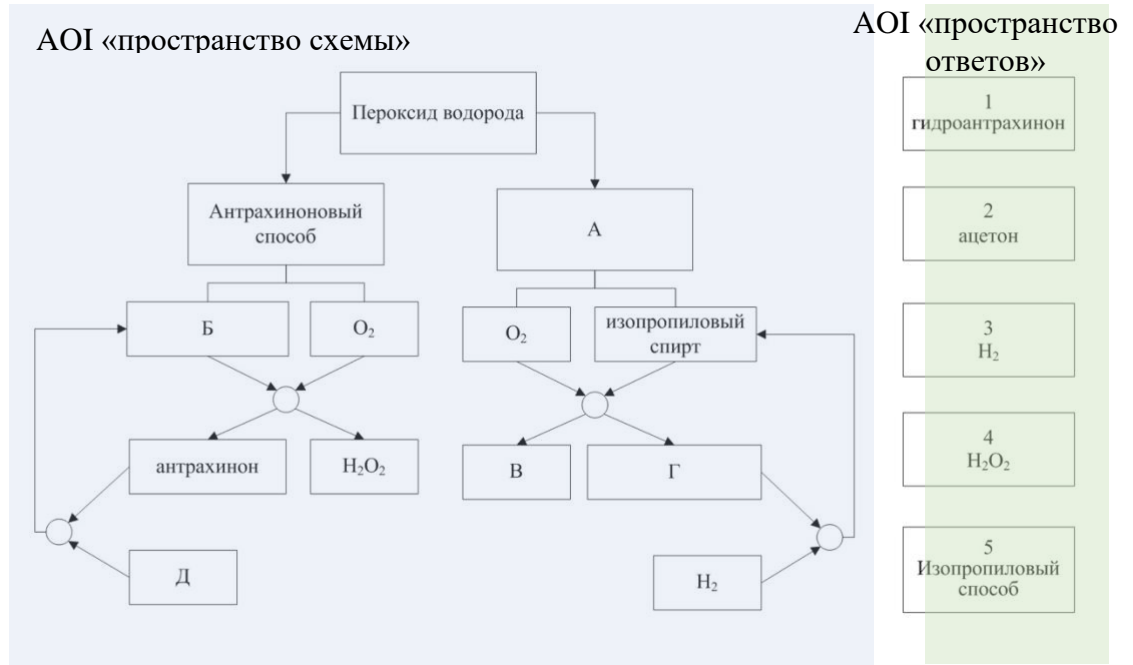 AOI «пространство схемы»
AOI «пространство
ответов»
Пероксид водорода
Антрахиноновый
способ
А
Б
O₂
O₂
изопропиловый
спирт
антрахинон
H₂O₂
В
Г
Д
H₂
1
гидроантрахинон
2
ацетон
3
H₂
4
H₂O₂
5
Изопропиловый
способ